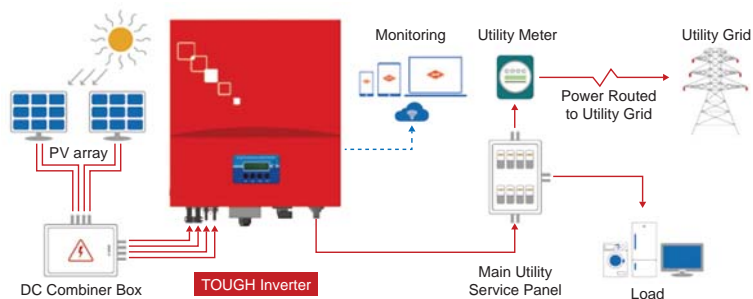 Monitoring
Utility Meter
Utility Grid
PV array
Power Routed
to Utility Grid
DC Combiner Box
TOUGH Inverter
Main Utility
Service Panel
Load